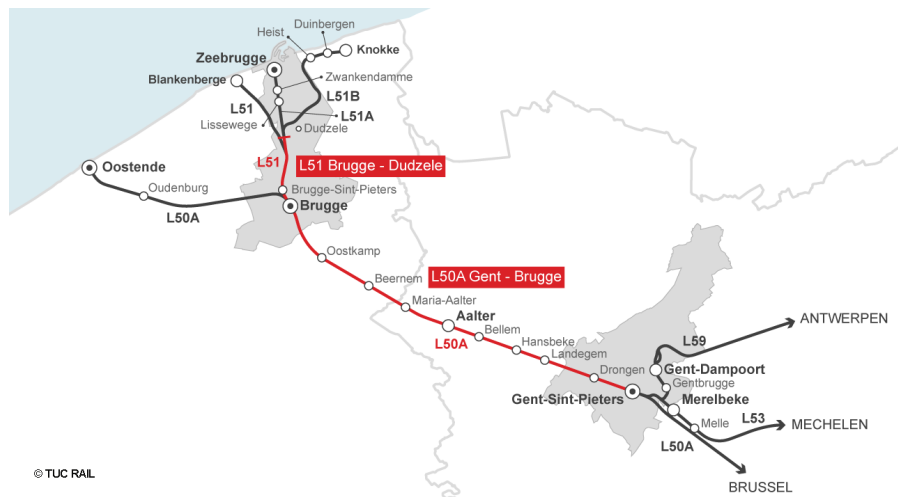 Duinbergen
Heist
Knokke
Zeebrugge
Blankenberge
Zwankendamme
L51B
L51
L51A
Lissewege
Dudzele
L51
L51 Brugge - Dudzele
Oostende
Oudenburg
Brugge-Sint-Pieters
Brugge
L50A
Oostkamp
L50A Gent - Brugge
Beernem
Maria-Aalter
Aalter
Bellem
L50A
Hansbeke
Landegem
Drongen
Gent-Sint-Pieters
ANTWERPEN
L59
Gent-Dampoort
Gentbrugge
Merelbeke
Melle
L53
MECHELEN
L50A
BRUSSEL
© TUC RAIL